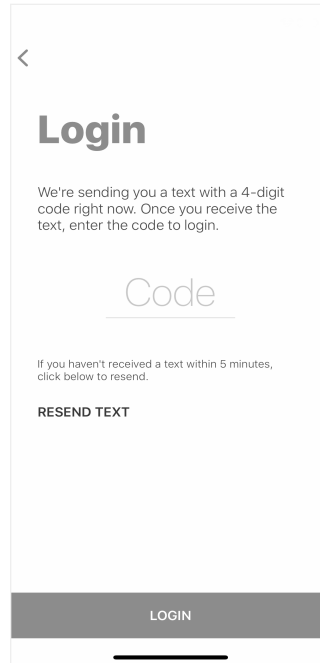 Login
We're sending you a text with a 4-digit
code right now. Once you receive the
text, enter the code to login.
Code
If you haven't received a text within 5 minutes,
click below to resend.
RESEND TEXT
LOGIN